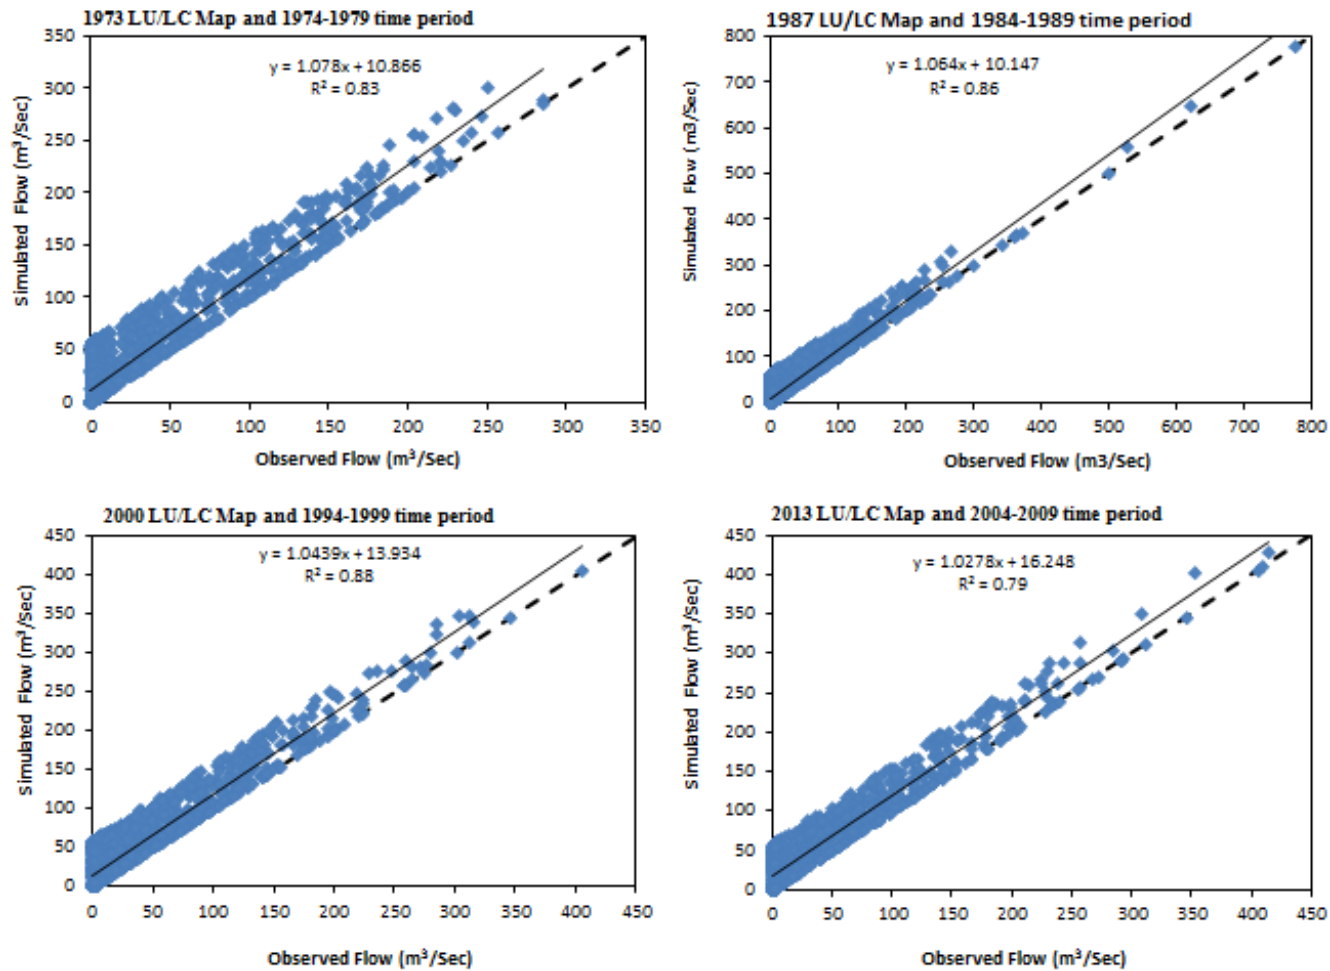 1973 LU/LC Map and 1974-1979 time period
350
300
250
200
150
100
50
0
Simulated Flow (m³/Sec)
y = 1.078x + 10.866
R² = 0.83
0 50 100 150 200 250 300 350
Observed Flow (m³/Sec)
1987 LU/LC Map and 1984-1989 time period
800
700
600
500
400
300
200
100
0
Simulated Flow (m3/Sec)
y = 1.064x + 10.147
R² = 0.86
0 100 200 300 400 500 600 700 800
Observed Flow (m3/Sec)
2000 LU/LC Map and 1994-1999 time period
450
400
350
300
250
200
150
100
50
0
Simulated Flow (m³/Sec)
y = 1.0439x + 13.934
R² = 0.88
0 50 100 150 200 250 300 350 400 450
Observed Flow (m³/Sec)
2013 LU/LC Map and 2004-2009 time period
450
400
350
300
250
200
150
100
50
0
Simulated Flow (m³/Sec)
y = 1.0278x + 16.248
R² = 0.79
0 50 100 150 200 250 300 350 400 450
Observed Flow (m³/Sec)